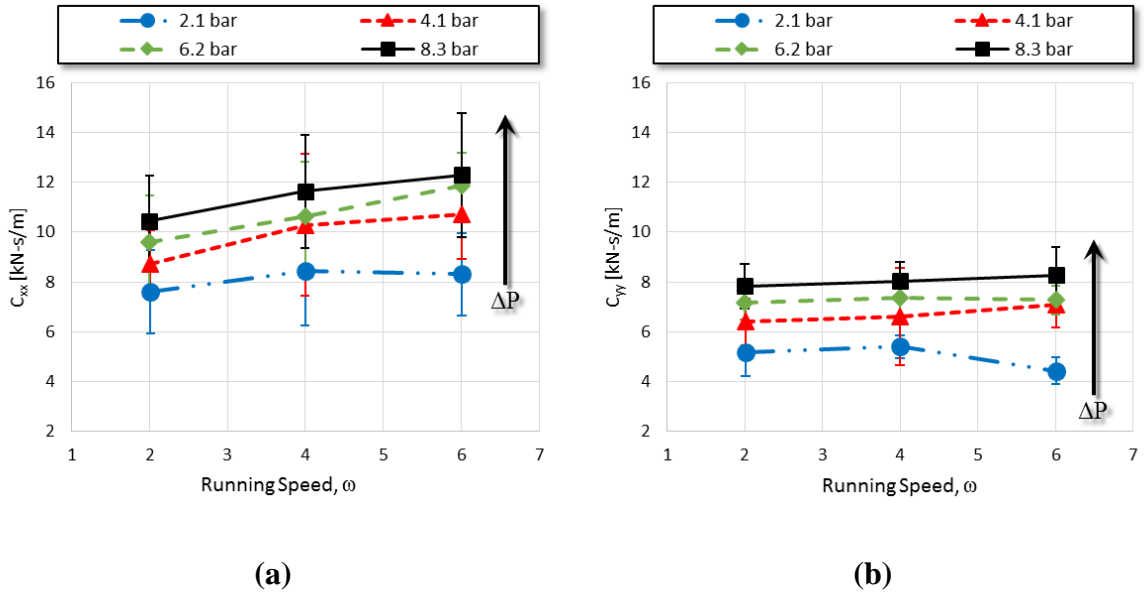 2.1 bar
4.1 bar
6.2 bar
8.3 bar
16
14
12
10
8
6
4
2
C_xx [kN-s/m]
ΔP
1 2 3 4 5 6 7
Running Speed, ω
(a)
2.1 bar
4.1 bar
6.2 bar
8.3 bar
16
14
12
10
8
6
4
2
C_yy [kN-s/m]
ΔP
1 2 3 4 5 6 7
Running Speed, ω
(b)